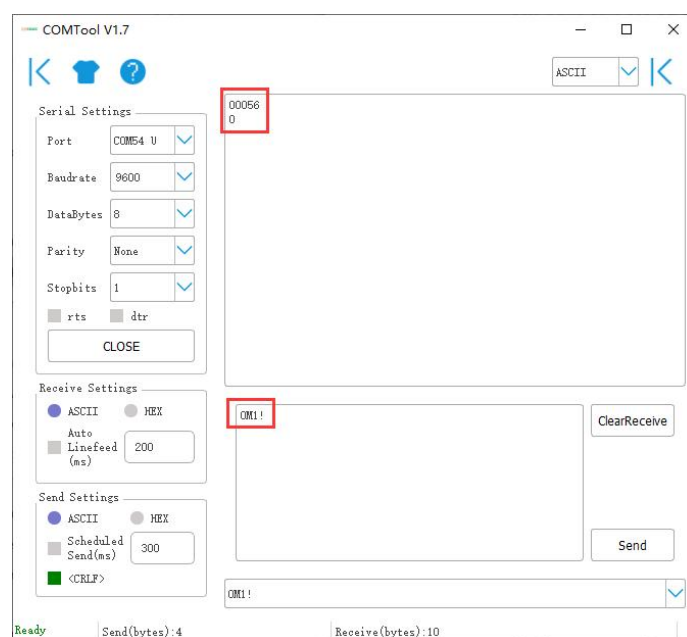 COMTool V1.7
ASCII
Serial Settings
Port COM54 U
Baudrate 9600
DataBytes 8
Parity None
Stopbits 1
rts dtr
CLOSE
00056
0
Receive Settings
ASCII HEX
Auto
Linefeed
(ms)
200
0M1!
ClearReceive
Send Settings
ASCII HEX
Scheduled
Send(ms)
300
<CRLF>
Send
0M1!
Ready Send(bytes):4 Receive(bytes):10